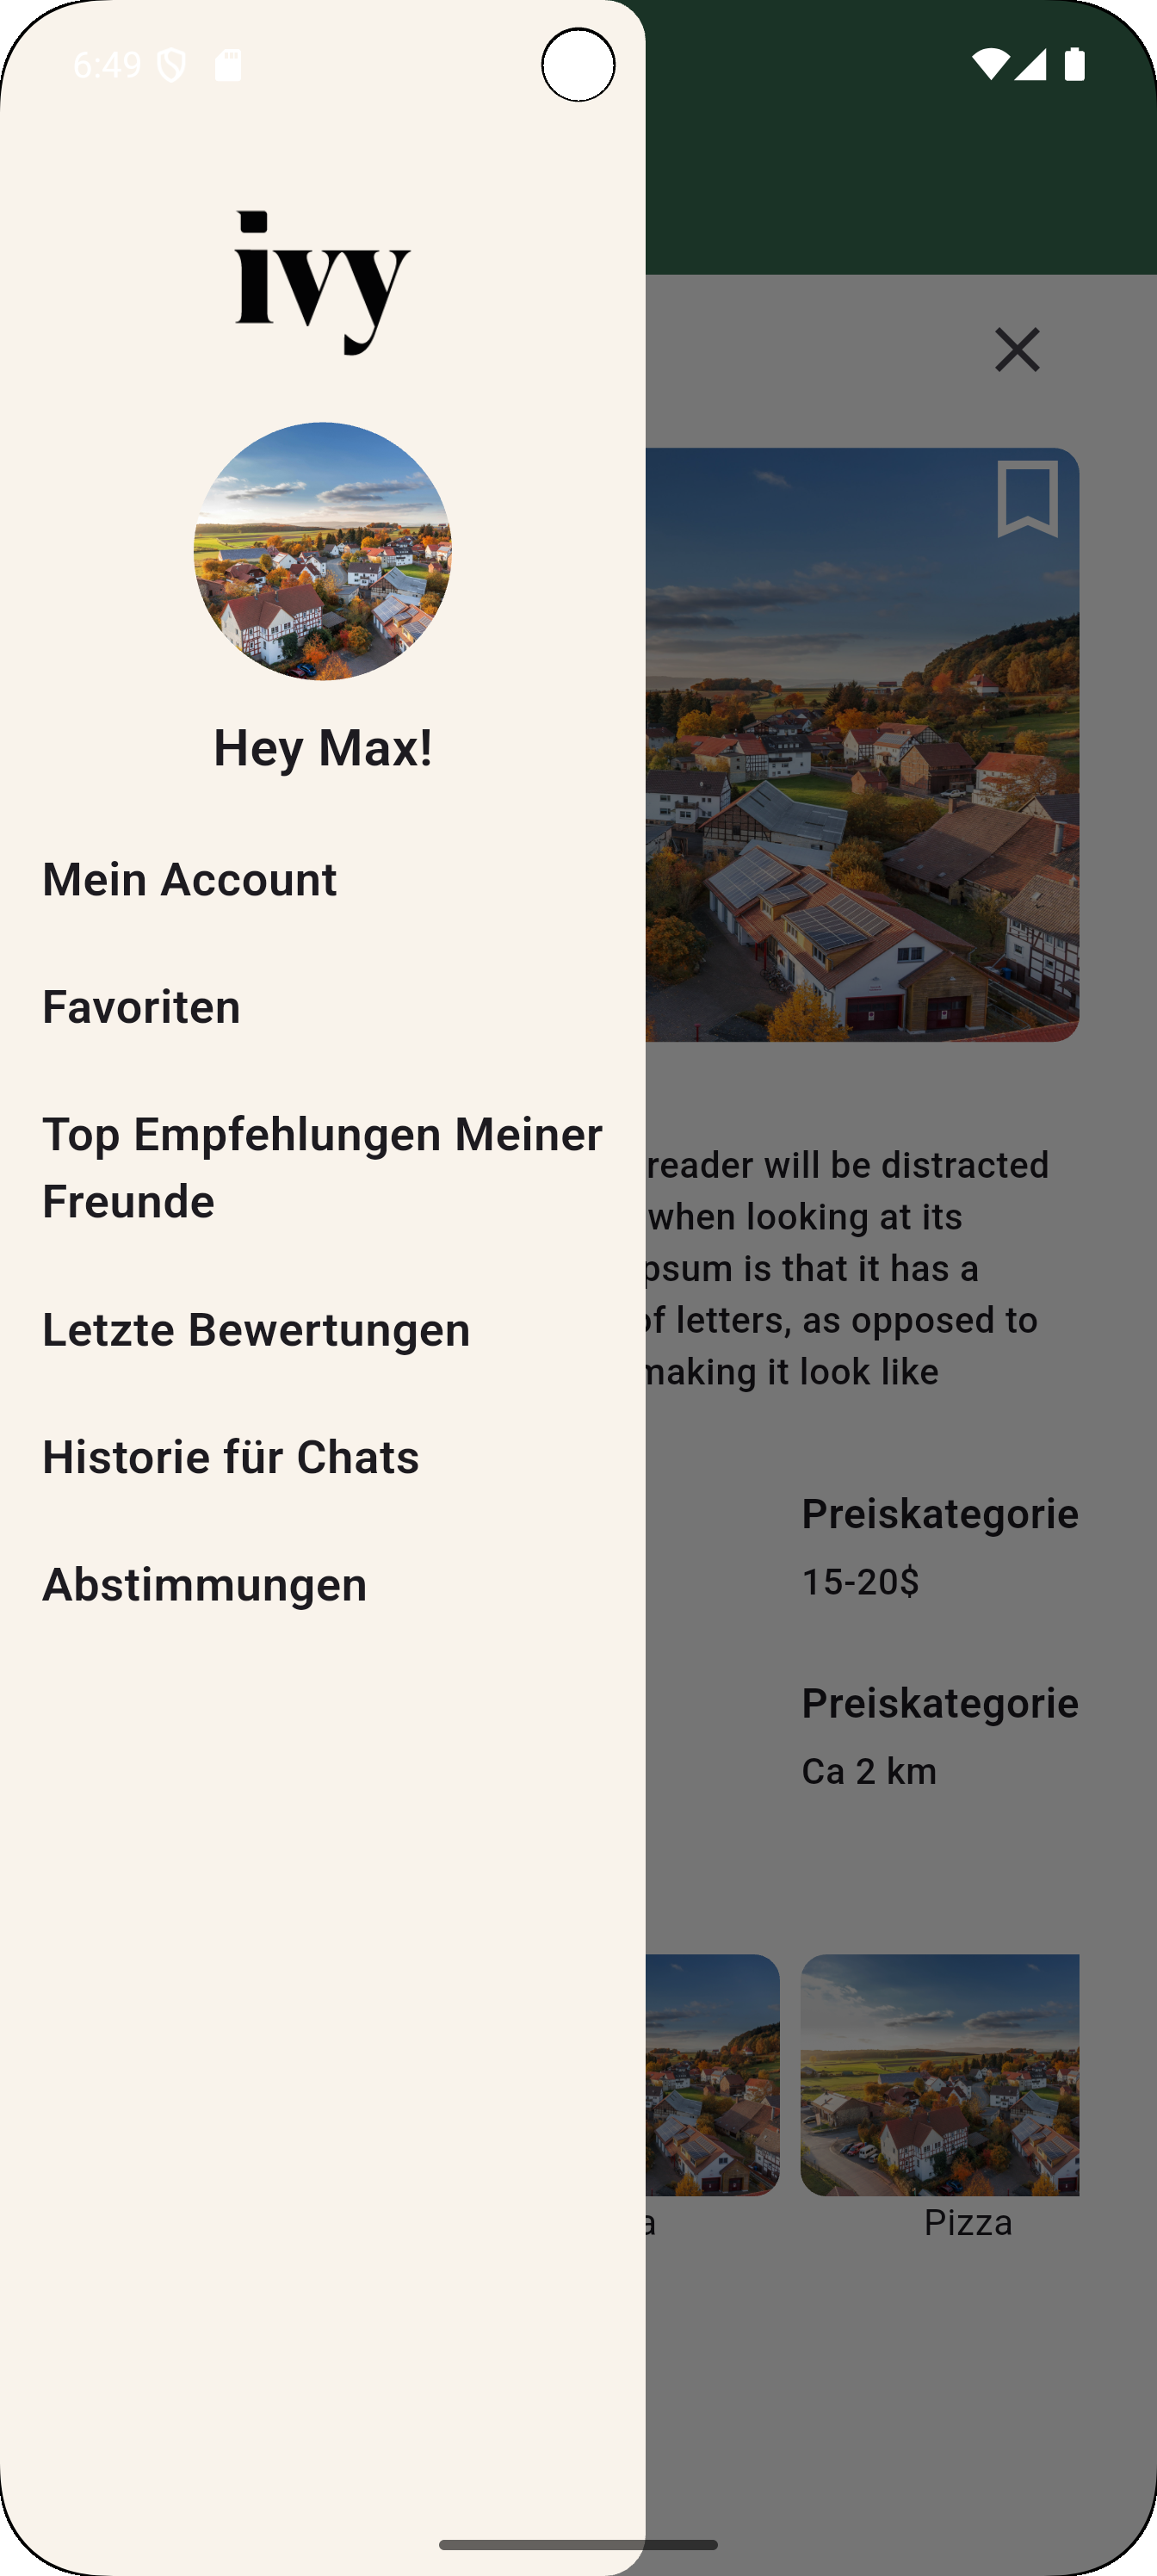 6:49
ivy
Hey Max!
Mein Account
Favoriten
Top Empfehlungen Meiner
Freunde
Letzte Bewertungen
Historie für Chats
Abstimmungen
reader will be distracted
when looking at its
psum is that it has a
of letters, as opposed to
making it look like
Preiskategorie
15-20$
Preiskategorie
Ca 2 km
a
Pizza